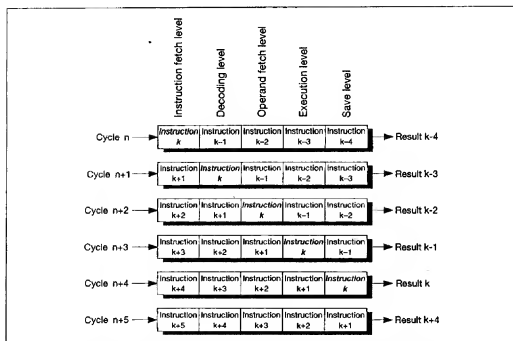 Instruction fetch level
Decoding level
Operand fetch level
Execution level
Save level
Cycle n Instruction k Instruction k–1 Instruction k–2 Instruction k–3 Instruction k–4 Result k-4
Cycle n+1 Instruction k+1 Instruction k Instruction k–1 Instruction k–2 Instruction k–3 Result k-3
Cycle n+2 Instruction k+2 Instruction k+1 Instruction k Instruction k–1 Instruction k–2 Result k-2
Cycle n+3 Instruction k+3 Instruction k+2 Instruction k+1 Instruction k Instruction k–1 Result k-1
Cycle n+4 Instruction k+4 Instruction k+3 Instruction k+2 Instruction k+1 Instruction k Result k
Cycle n+5 Instruction k+5 Instruction k+4 Instruction k+3 Instruction k+2 Instruction k+1 Result k+4